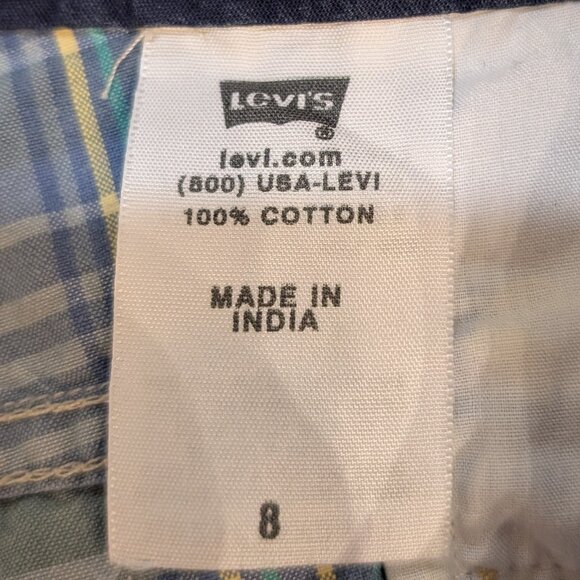 LEVI'S
®
levi.com
(800) USA-LEVI
100% COTTON
MADE IN
INDIA
8